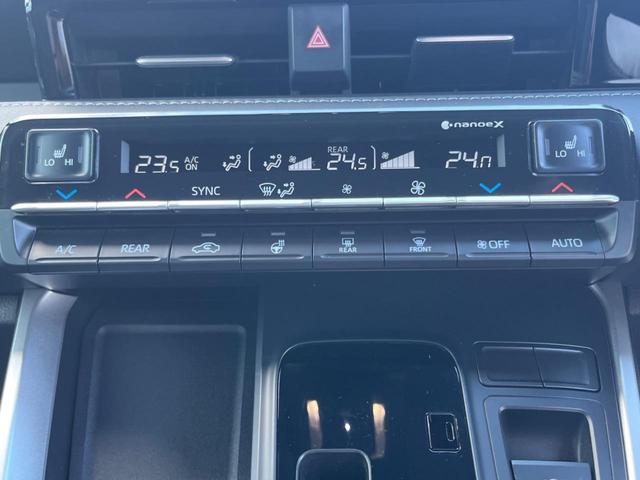 nanoeX
LO HI
23.5 A/C ON
REAR 24.5
24.0
LO HI
SYNC
A/C
REAR
REAR
FRONT
OFF
AUTO